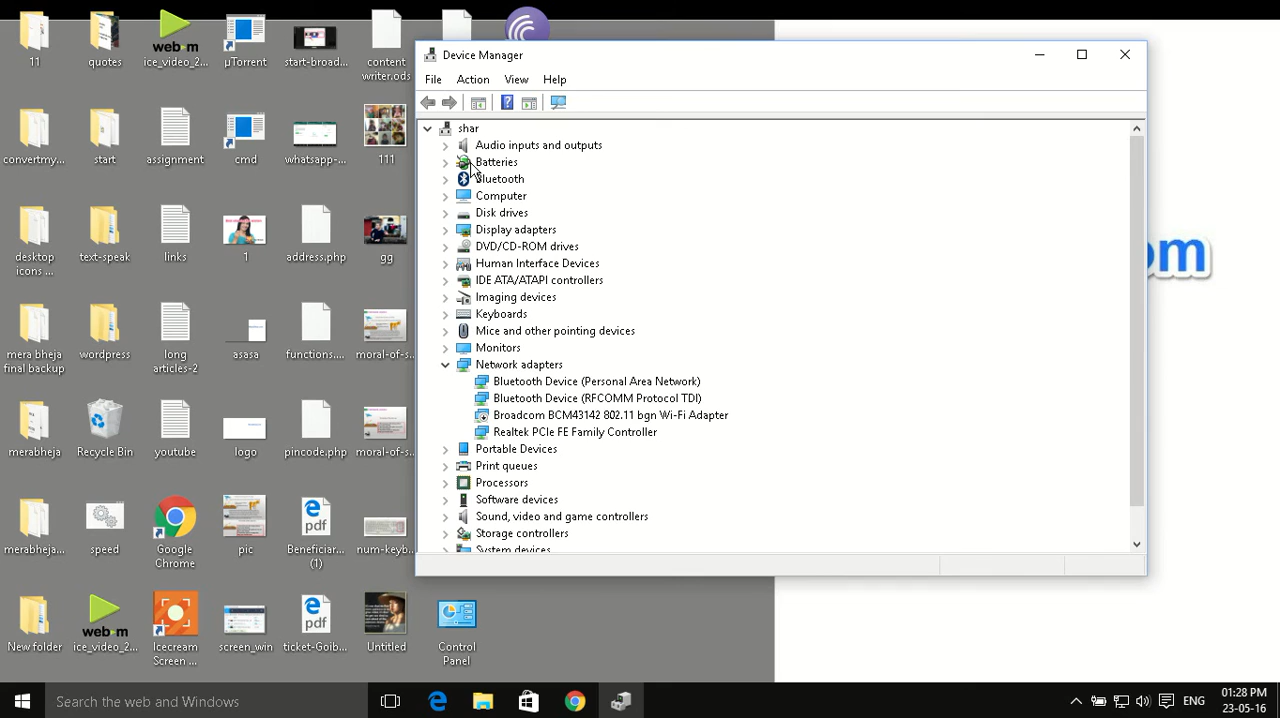 11
quotes
ice_video_2...
µTorrent
start-broad...
content
writer.ods
convertmy...
start
assignment
cmd
whatsapp-...
111
desktop
icons ...
text-speak
links
1
address.php
gg
mera bheja
final backup
wordpress
long
articles-2
asasa
functions....
moral-of-s...
merabheja
Recycle Bin
youtube
logo
pincode.php
moral-of-s...
merabheja...
speed
Google
Chrome
pic
Beneficiar...
(1)
num-keyb...
New folder
ice_video_2...
Icecream
Screen ...
screen_win
ticket-Goib...
Untitled
Control
Panel
Device Manager
File Action View Help
shar
Audio inputs and outputs
Batteries
Bluetooth
Computer
Disk drives
Display adapters
DVD/CD-ROM drives
Human Interface Devices
IDE ATA/ATAPI controllers
Imaging devices
Keyboards
Mice and other pointing devices
Monitors
Network adapters
Bluetooth Device (Personal Area Network)
Bluetooth Device (RFCOMM Protocol TDI)
Broadcom BCM43142 802.11 bgn Wi-Fi Adapter
Realtek PCIe FE Family Controller
Portable Devices
Print queues
Processors
Software devices
Sound, video and game controllers
Storage controllers
System devices
om
Search the web and Windows
ENG
01:28 PM
23-05-16